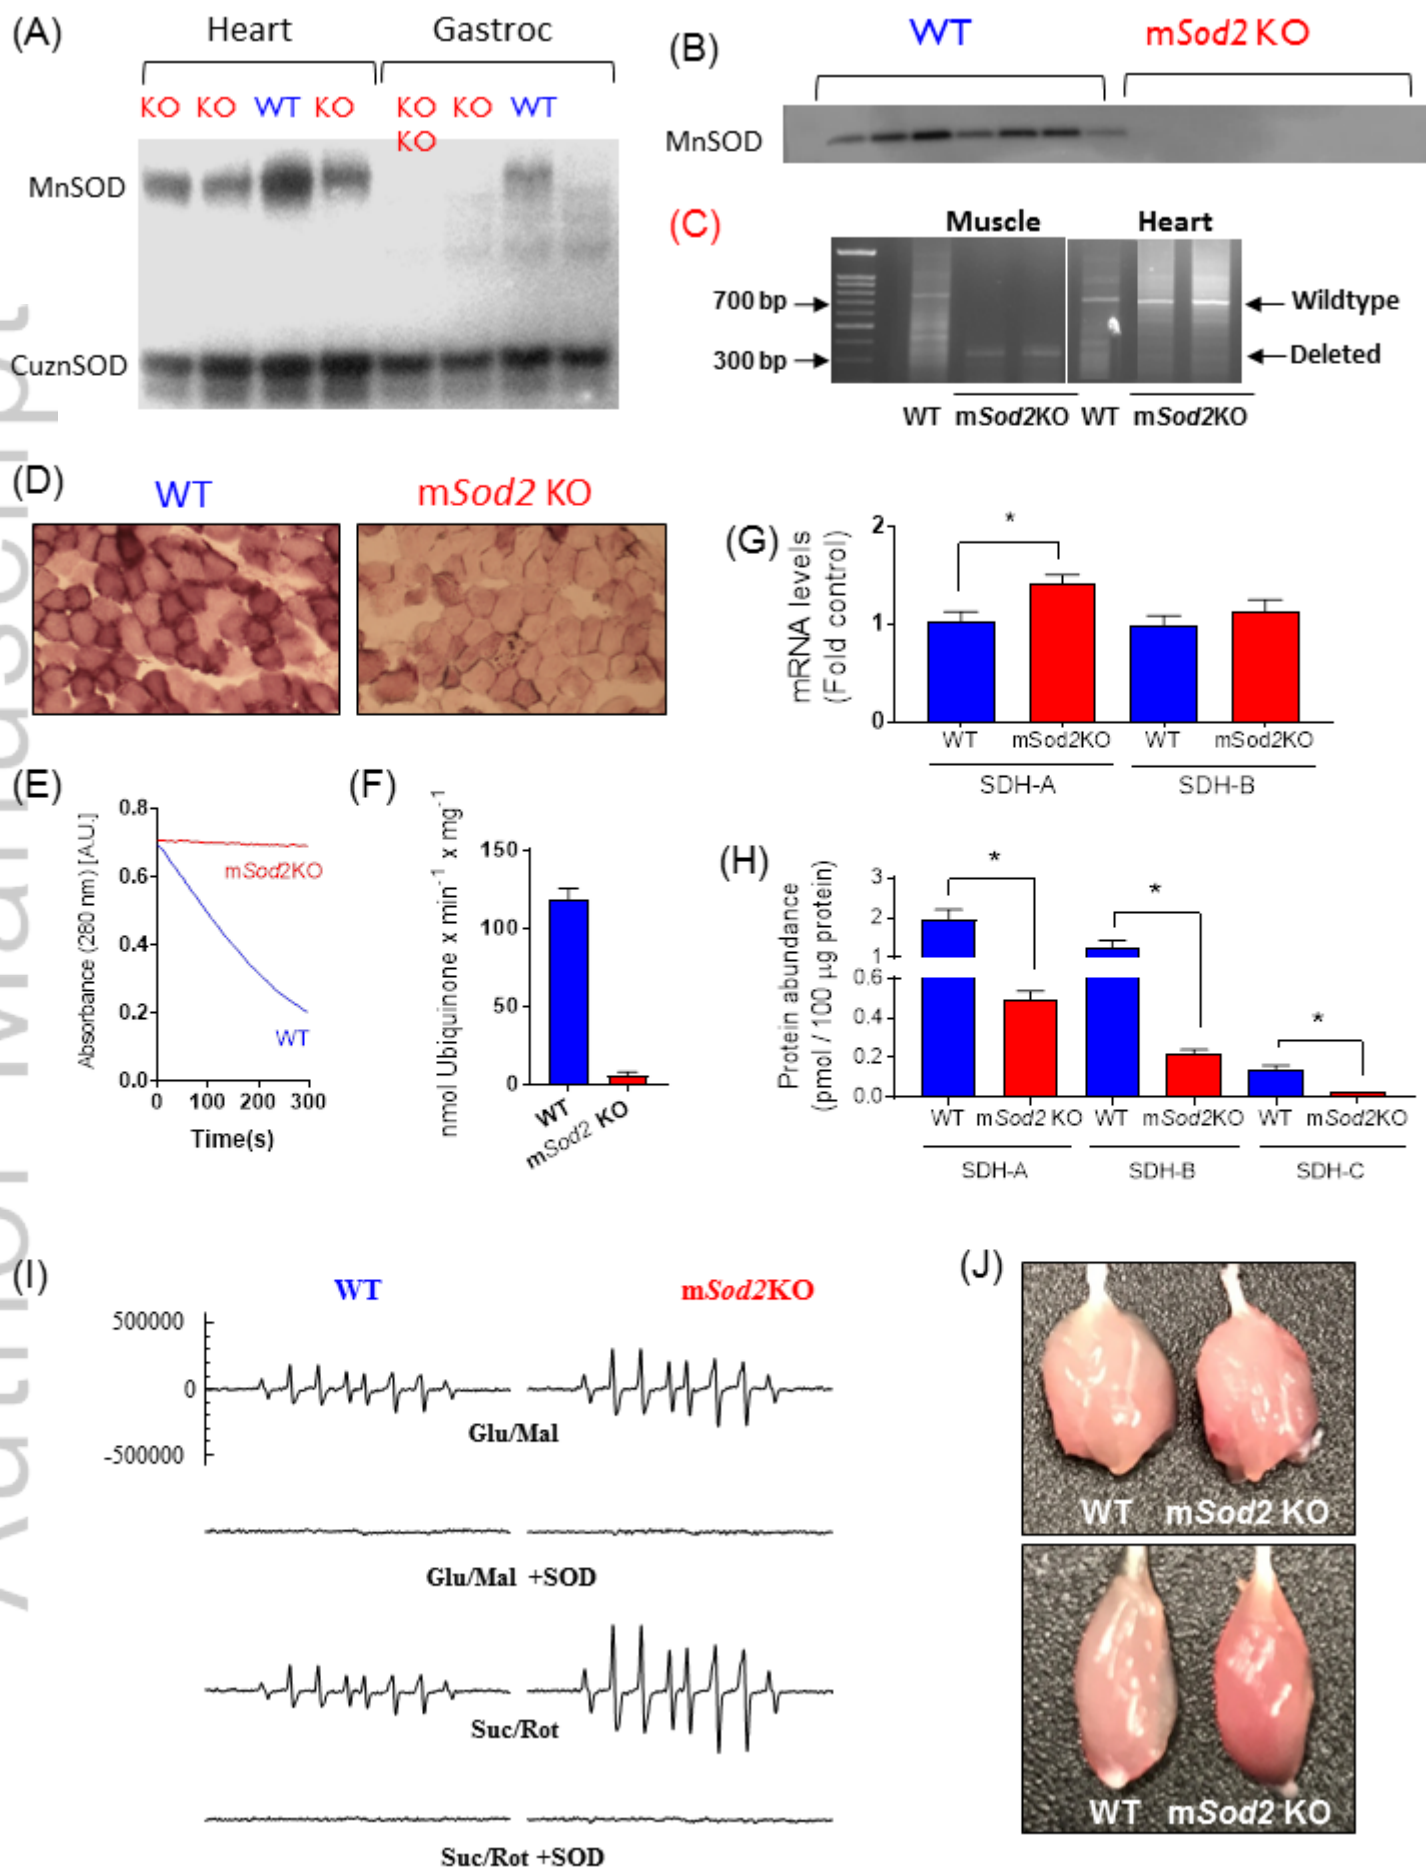 (A)
Heart Gastroc
KO KO WT KO KO KO WT
KO
MnSOD
CuznSOD
(B)
WT mSod2 KO
MnSOD
(C)
Muscle Heart
700 bp
300 bp
Wildtype
Deleted
WT mSod2KO WT mSod2KO
(D)
WT mSod2 KO
(E)
Absorbance (280 nm) [A.U.]
0.8
0.6
0.4
0.2
0.0
mSod2KO
WT
0 100 200 300
Time(s)
(F)
nmol Ubiquinone x min⁻¹ x mg⁻¹
150
100
50
0
WT
mSod2 KO
(G)
mRNA levels
(Fold control)
2
1
0
*
WT mSod2KO WT mSod2KO
SDH-A SDH-B
(H)
Protein abundance
(pmol / 100 µg protein)
3
2
1
0.6
0.4
0.2
0.0
* * *
WT mSod2 KO WT mSod2KO WT mSod2KO
SDH-A SDH-B SDH-C
(I)
WT mSod2KO
500000
0
-500000
Glu/Mal
Glu/Mal +SOD
Suc/Rot
Suc/Rot +SOD
(J)
WT mSod2 KO
WT mSod2 KO
Author Manuscript